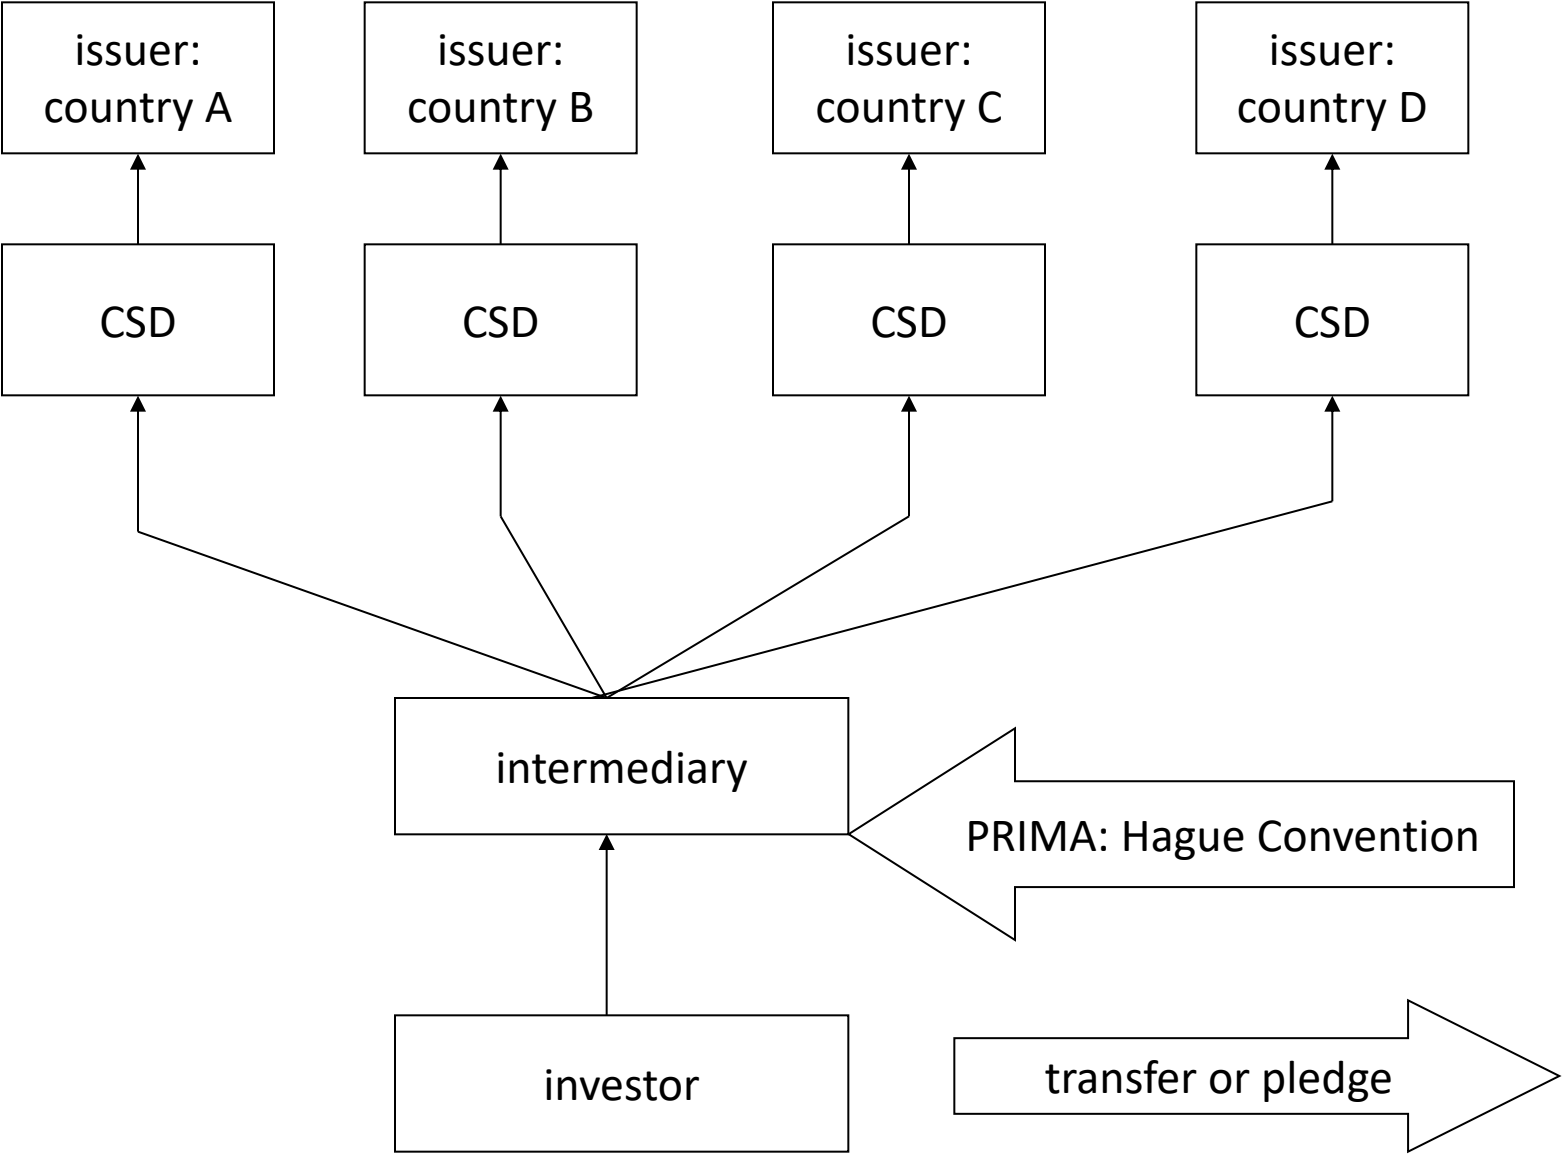 issuer:
country A
issuer:
country B
issuer:
country C
issuer:
country D
CSD
CSD
CSD
CSD
intermediary
PRIMA: Hague Convention
investor
transfer or pledge